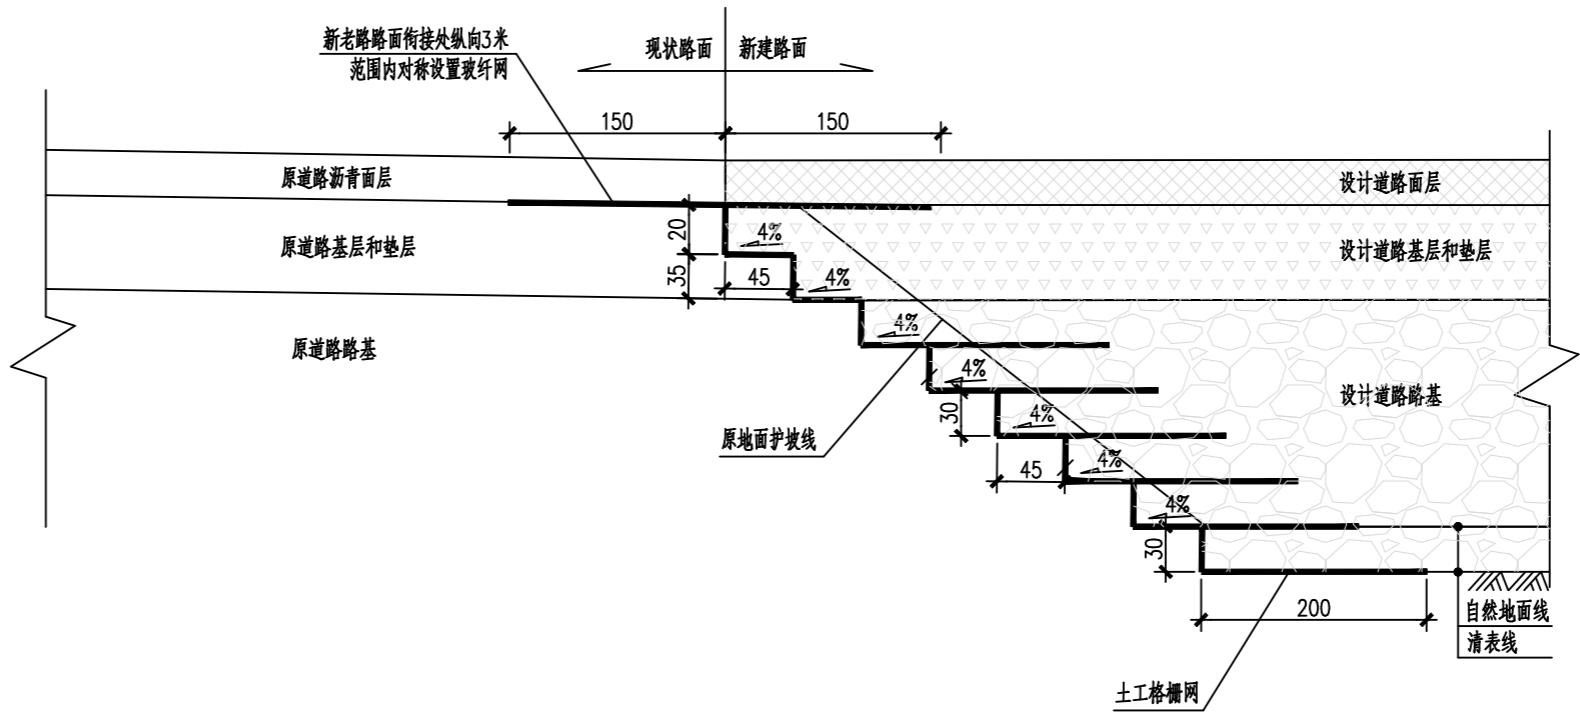 新老路路面衔接处纵向3米
范围内对称设置玻纤网
现状路面
新建路面
150
150
原道路沥青面层
设计道路面层
20
4%
原道路基层和垫层
设计道路基层和垫层
35
45
4%
原道路路基
4%
4%
设计道路路基
30
4%
原地面护坡线
45
4%
4%
30
200
自然地面线
清表线
土工格栅网